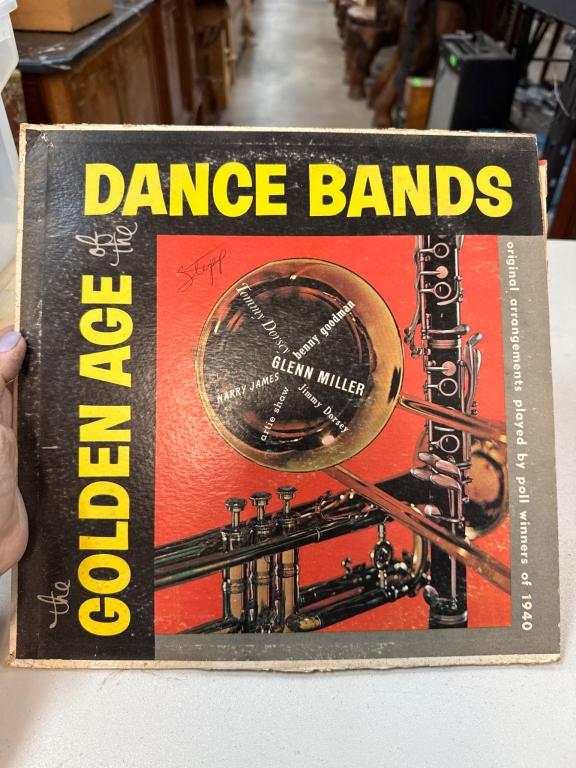 the GOLDEN AGE of the
DANCE BANDS
Tommy Dorsey
benny goodman
GLENN MILLER
HARRY JAMES
Jimmy Dorsey
artie shaw
original arrangements played by poll winners of 1940